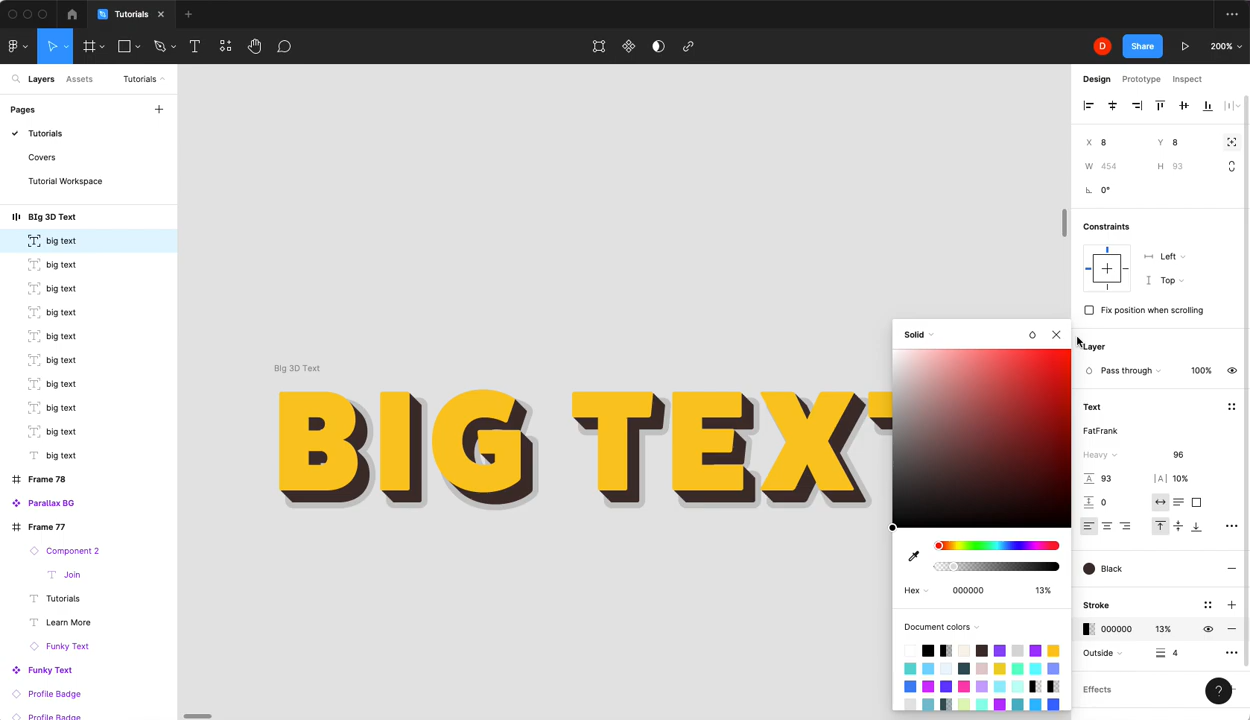 Tutorials
D
Share
200%
Layers
Assets
Tutorials
Pages
Tutorials
Covers
Tutorial Workspace
BIg 3D Text
big text
big text
big text
big text
big text
big text
big text
big text
big text
big text
Frame 78
Parallax BG
Frame 77
Component 2
Join
Tutorials
Learn More
Funky Text
Funky Text
Profile Badge
Profile Badge
BIg 3D Text
BIG TEXT
Solid
Hex
000000
13%
Document colors
Design
Prototype
Inspect
X 8
Y 8
W 454
H 93
0°
Constraints
Left
Top
Fix position when scrolling
Layer
Pass through
100%
Text
FatFrank
Heavy
96
A 93
|A| 10%
0
Black
Stroke
000000
13%
Outside
4
Effects
?